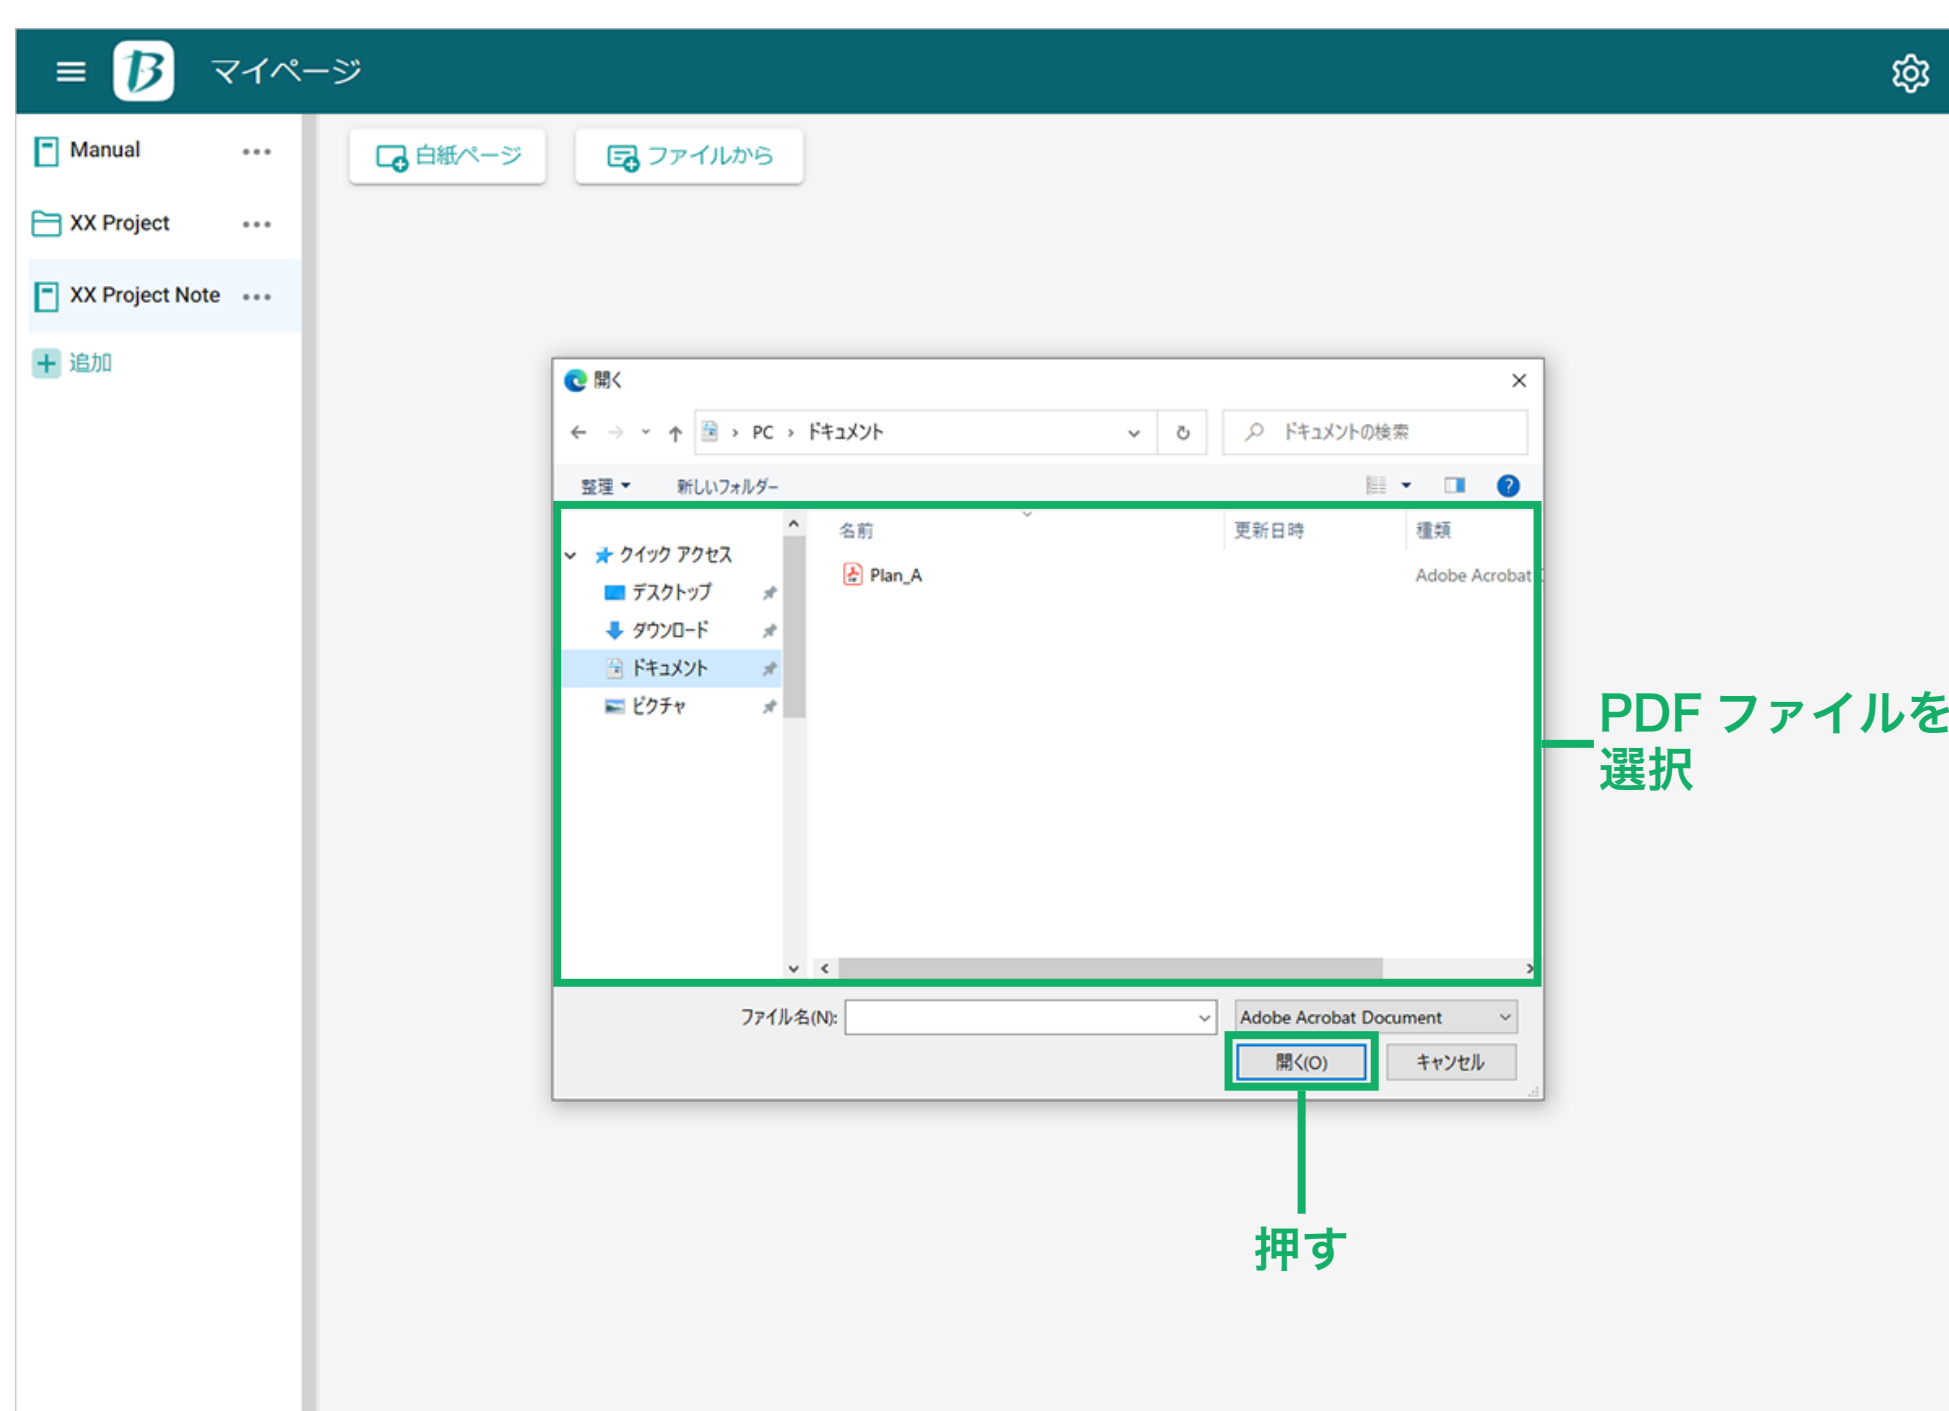 B マイページ
Manual
XX Project
XX Project Note
追加
白紙ページ
ファイルから
開く
PC › ドキュメント
ドキュメントの検索
整理
新しいフォルダー
名前
更新日時
種類
クイック アクセス
デスクトップ
ダウンロード
ドキュメント
ピクチャ
Plan_A
Adobe Acrobat
ファイル名(N):
Adobe Acrobat Document
開く(O)
キャンセル
PDF ファイルを
選択
押す